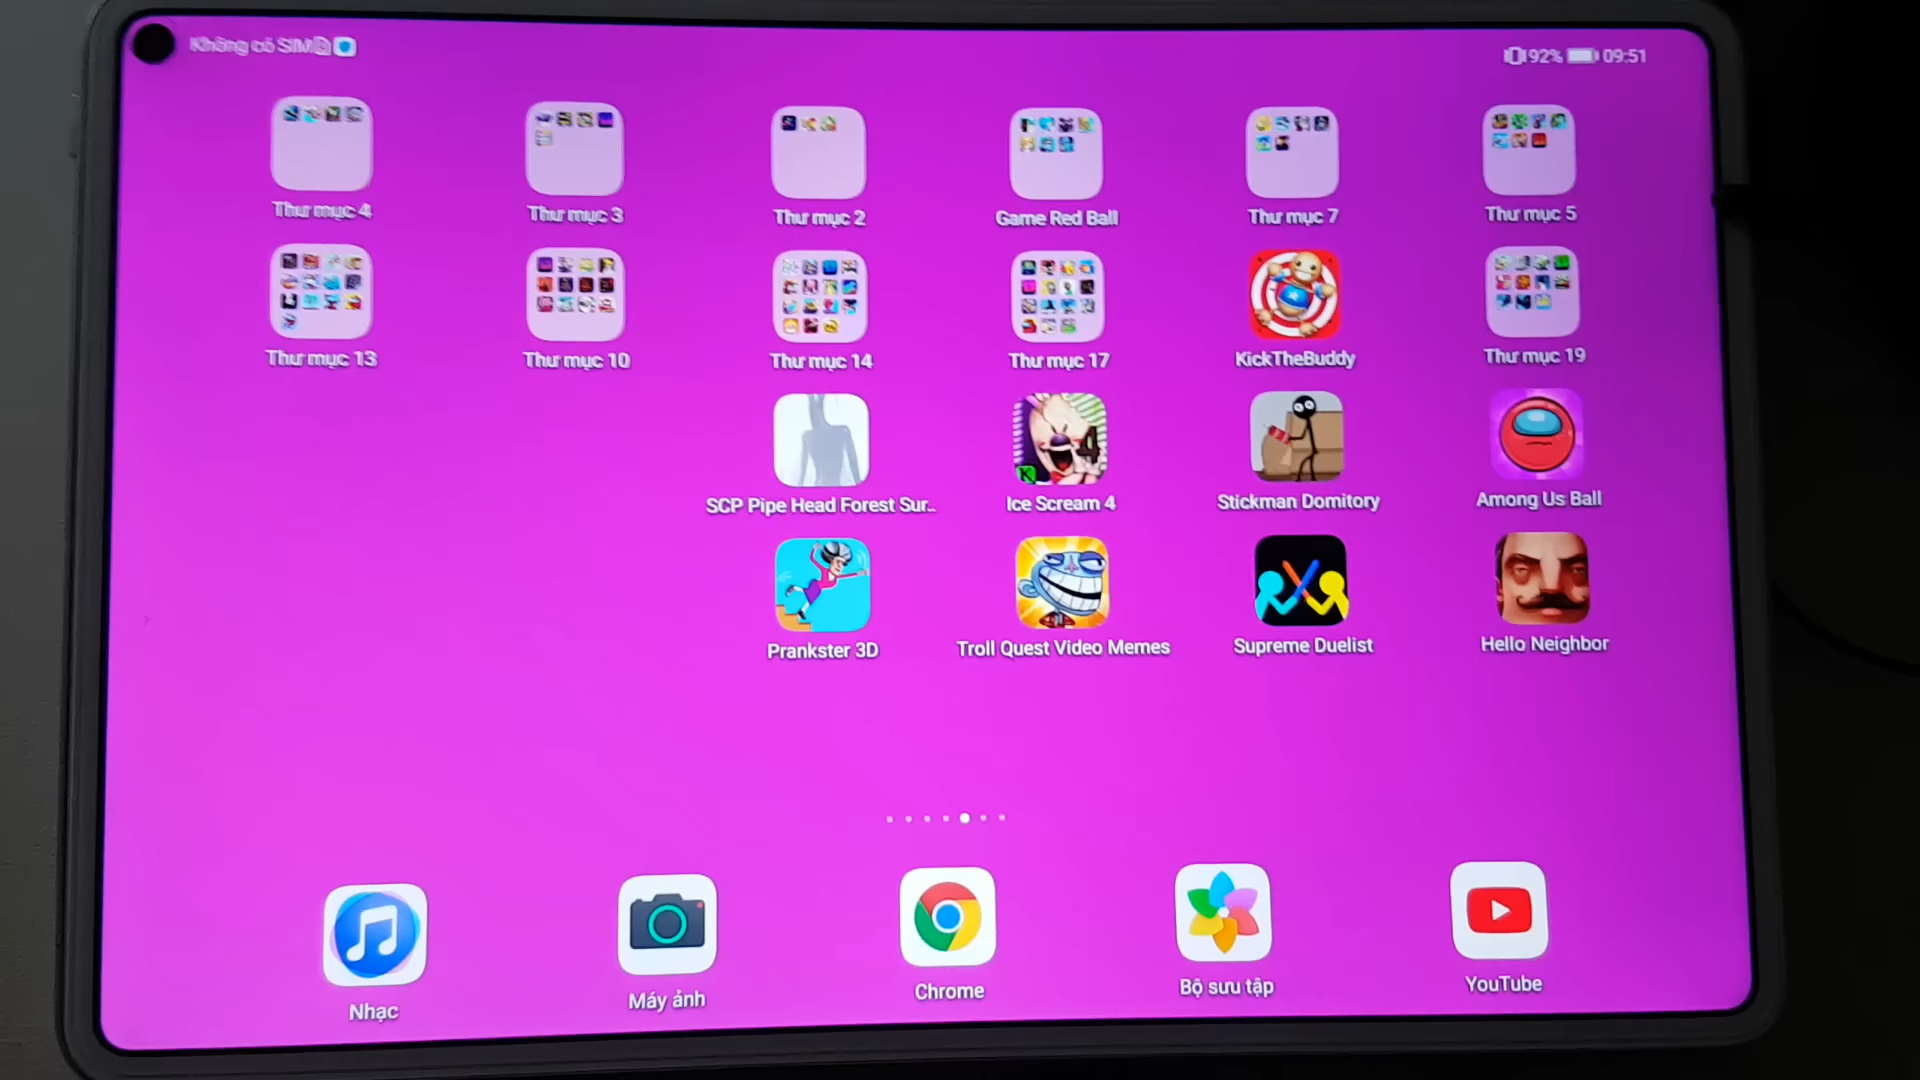 Không có SIM
92% 09:51
Thư mục 4
Thư mục 3
Thư mục 2
Game Red Ball
Thư mục 7
Thư mục 5
Thư mục 13
Thư mục 10
Thư mục 14
Thư mục 17
KickTheBuddy
Thư mục 19
4
K
SCP Pipe Head Forest Sur..
Ice Scream 4
Stickman Domitory
Among Us Ball
Prankster 3D
Troll Quest Video Memes
Supreme Duelist
Hello Neighbor
Nhạc
Máy ảnh
Chrome
Bộ sưu tập
YouTube